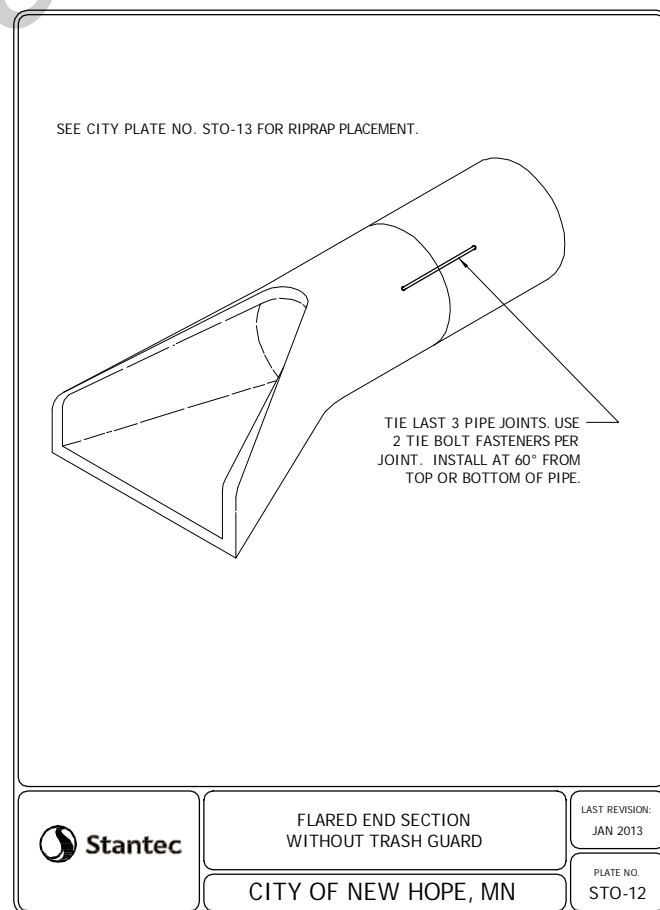 SEE CITY PLATE NO. STO-13 FOR RIPRAP PLACEMENT.
TIE LAST 3 PIPE JOINTS. USE
2 TIE BOLT FASTENERS PER
JOINT. INSTALL AT 60° FROM
TOP OR BOTTOM OF PIPE.
Stantec
FLARED END SECTION
WITHOUT TRASH GUARD
CITY OF NEW HOPE, MN
LAST REVISION:
JAN 2013
PLATE NO.
STO-12